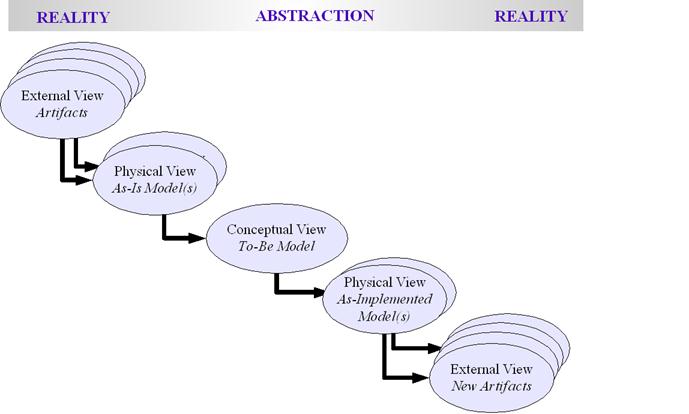 REALITY ABSTRACTION REALITY
External View
Artifacts
Physical View
As-Is Model(s)
Conceptual View
To-Be Model
Physical View
As-Implemented
Model(s)
External View
New Artifacts